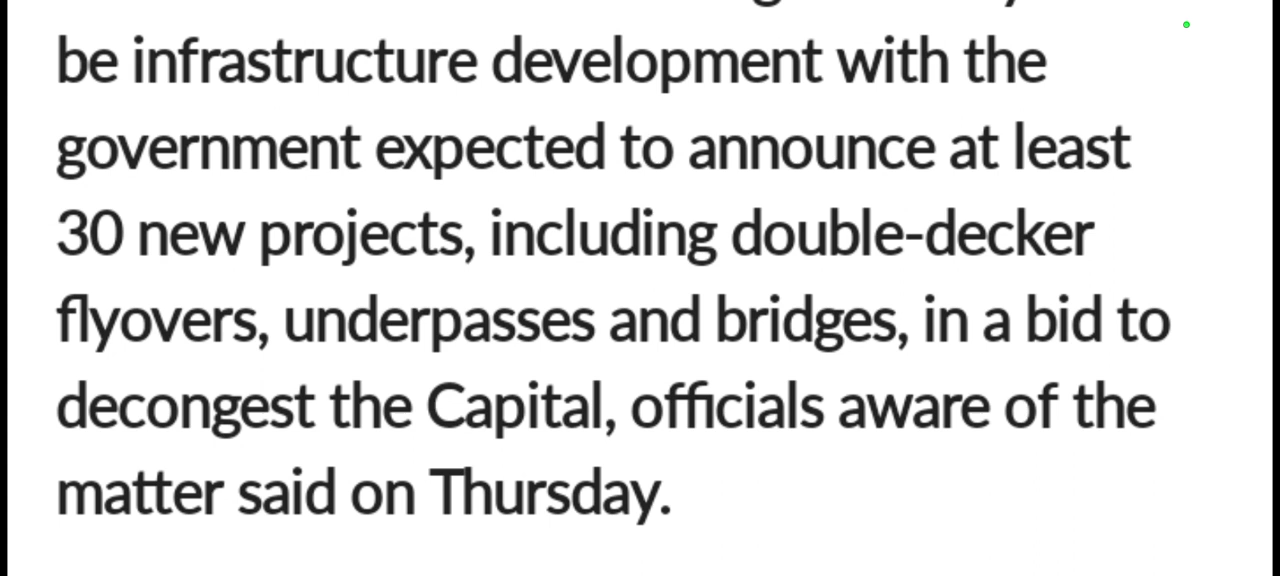 be infrastructure development with the
government expected to announce at least
30 new projects, including double-decker
flyovers, underpasses and bridges, in a bid to
decongest the Capital, officials aware of the
matter said on Thursday.